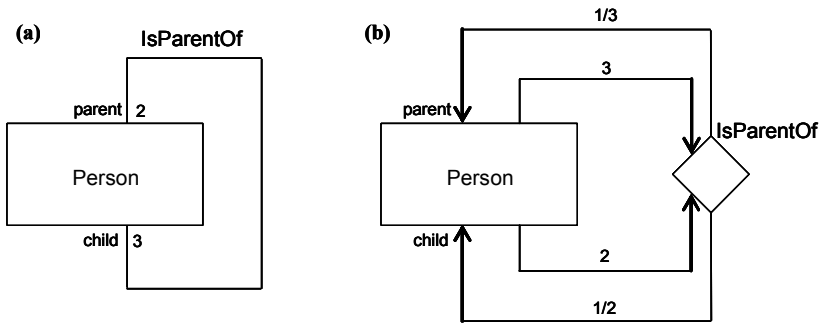 (a)
IsParentOf
parent 2
Person
child 3
(b)
1/3
3
parent
IsParentOf
Person
child
2
1/2